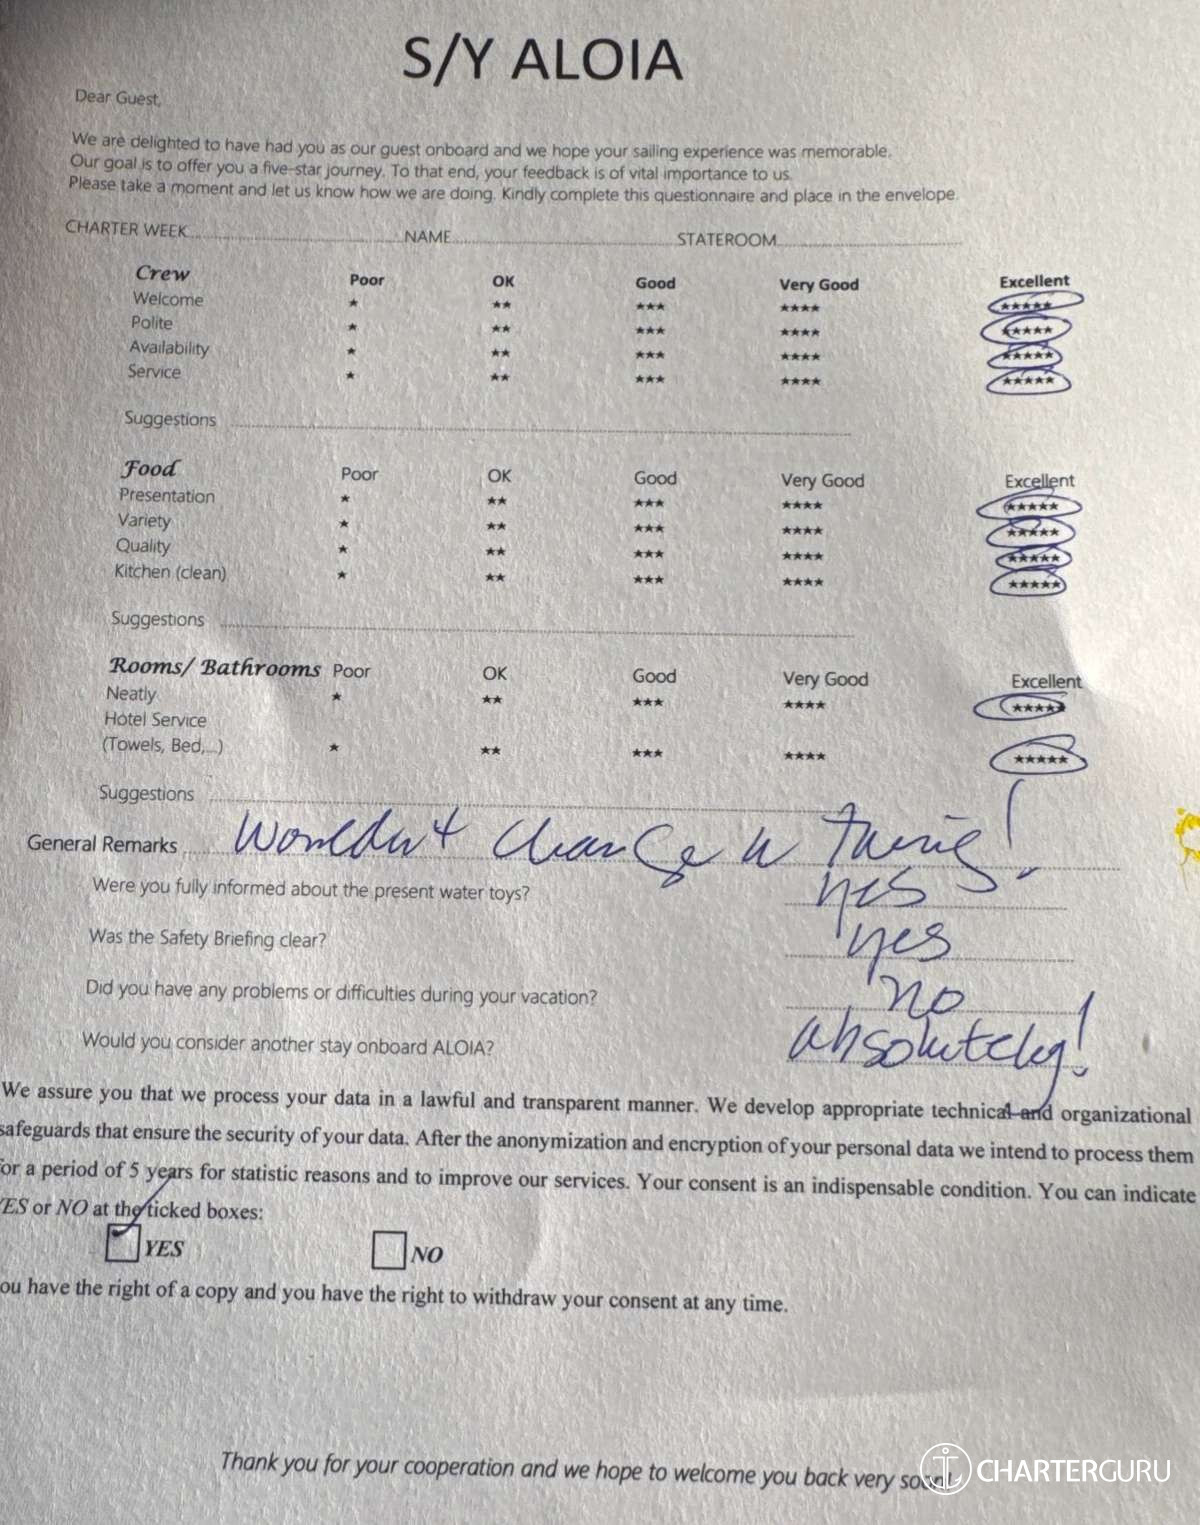 S/Y ALOIA
Dear Guest,
We are delighted to have had you as our guest onboard and we hope your sailing experience was memorable.
Our goal is to offer you a five-star journey. To that end, your feedback is of vital importance to us.
Please take a moment and let us know how we are doing. Kindly complete this questionnaire and place in the envelope.
CHARTER WEEK NAME STATEROOM
Crew Poor OK Good Very Good Excellent
Welcome ★ ★★ ★★★ ★★★★ ★★★★★
Polite ★ ★★ ★★★ ★★★★ ★★★★★
Availability ★ ★★ ★★★ ★★★★ ★★★★★
Service ★ ★★ ★★★ ★★★★ ★★★★★
Suggestions
Food Poor OK Good Very Good Excellent
Presentation ★ ★★ ★★★ ★★★★ ★★★★★
Variety ★ ★★ ★★★ ★★★★ ★★★★★
Quality ★ ★★ ★★★ ★★★★ ★★★★★
Kitchen (clean) ★ ★★ ★★★ ★★★★ ★★★★★
Suggestions
Rooms/ Bathrooms Poor OK Good Very Good Excellent
Neatly ★ ★★ ★★★ ★★★★ ★★★★★
Hotel Service
(Towels, Bed,...) ★ ★★ ★★★ ★★★★ ★★★★★
Suggestions
General Remarks Wouldn't change a thing!
Were you fully informed about the present water toys? yes
Was the Safety Briefing clear? yes
Did you have any problems or difficulties during your vacation? no
Would you consider another stay onboard ALOIA? absolutely!
We assure you that we process your data in a lawful and transparent manner. We develop appropriate technical and organizational
safeguards that ensure the security of your data. After the anonymization and encryption of your personal data we intend to process them
for a period of 5 years for statistic reasons and to improve our services. Your consent is an indispensable condition. You can indicate
YES or NO at the ticked boxes:
YES NO
ou have the right of a copy and you have the right to withdraw your consent at any time.
Thank you for your cooperation and we hope to welcome you back very soon!
CHARTERGURU